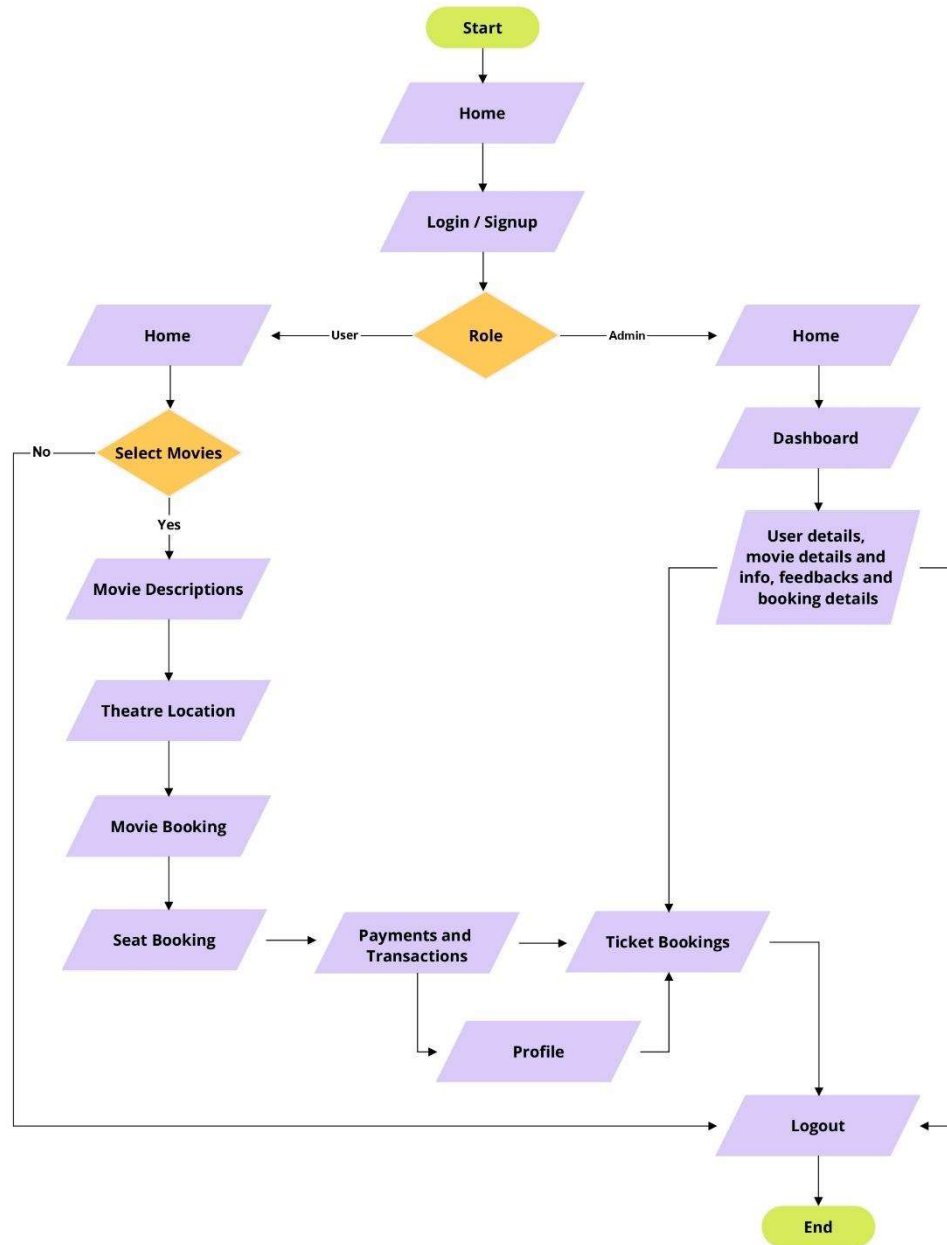 Start
Home
Login / Signup
Role
User
Admin
Home
Home
Select Movies
No
Yes
Dashboard
User details,
movie details and
info, feedbacks and
booking details
Movie Descriptions
Theatre Location
Movie Booking
Seat Booking
Payments and
Transactions
Ticket Bookings
Profile
Logout
End